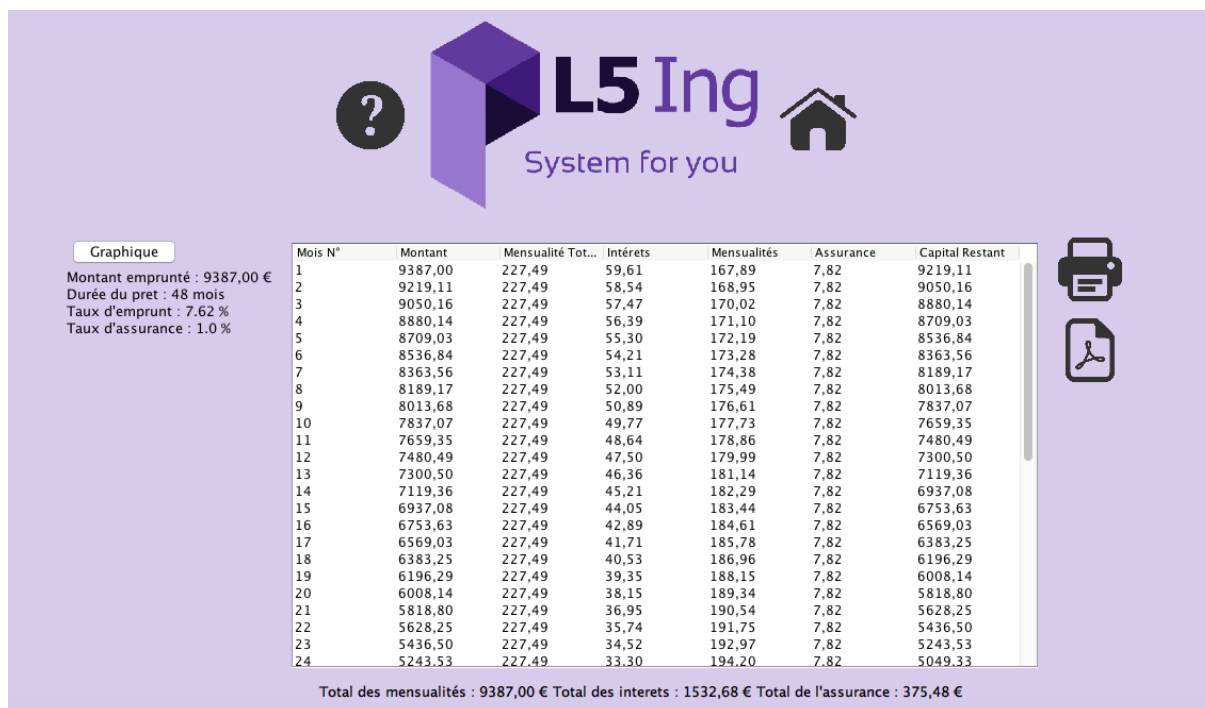 ?
L5 Ing
System for you
Graphique
Montant emprunté : 9387,00 €
Durée du pret : 48 mois
Taux d'emprunt : 7.62 %
Taux d'assurance : 1.0 %
Mois N° Montant Mensualité Tot... Intérets Mensualités Assurance Capital Restant
1 9387,00 227,49 59,61 167,89 7,82 9219,11
2 9219,11 227,49 58,54 168,95 7,82 9050,16
3 9050,16 227,49 57,47 170,02 7,82 8880,14
4 8880,14 227,49 56,39 171,10 7,82 8709,03
5 8709,03 227,49 55,30 172,19 7,82 8536,84
6 8536,84 227,49 54,21 173,28 7,82 8363,56
7 8363,56 227,49 53,11 174,38 7,82 8189,17
8 8189,17 227,49 52,00 175,49 7,82 8013,68
9 8013,68 227,49 50,89 176,61 7,82 7837,07
10 7837,07 227,49 49,77 177,73 7,82 7659,35
11 7659,35 227,49 48,64 178,86 7,82 7480,49
12 7480,49 227,49 47,50 179,99 7,82 7300,50
13 7300,50 227,49 46,36 181,14 7,82 7119,36
14 7119,36 227,49 45,21 182,29 7,82 6937,08
15 6937,08 227,49 44,05 183,44 7,82 6753,63
16 6753,63 227,49 42,89 184,61 7,82 6569,03
17 6569,03 227,49 41,71 185,78 7,82 6383,25
18 6383,25 227,49 40,53 186,96 7,82 6196,29
19 6196,29 227,49 39,35 188,15 7,82 6008,14
20 6008,14 227,49 38,15 189,34 7,82 5818,80
21 5818,80 227,49 36,95 190,54 7,82 5628,25
22 5628,25 227,49 35,74 191,75 7,82 5436,50
23 5436,50 227,49 34,52 192,97 7,82 5243,53
24 5243,53 227,49 33,30 194,20 7,82 5049,33
Total des mensualités : 9387,00 € Total des interets : 1532,68 € Total de l'assurance : 375,48 €